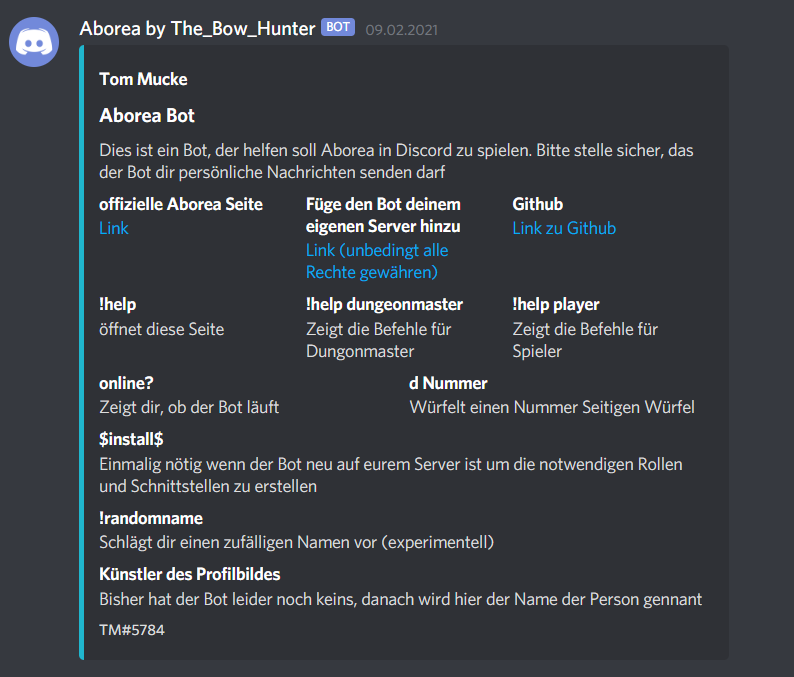 Aborea by The_Bow_Hunter BOT 09.02.2021
Tom Mucke
Aborea Bot
Dies ist ein Bot, der helfen soll Aborea in Discord zu spielen. Bitte stelle sicher, das
der Bot dir persönliche Nachrichten senden darf
offizielle Aborea Seite
Link
Füge den Bot deinem
eigenen Server hinzu
Link (unbedingt alle
Rechte gewähren)
Github
Link zu Github
!help
öffnet diese Seite
!help dungeonmaster
Zeigt die Befehle für
Dungonmaster
!help player
Zeigt die Befehle für
Spieler
online?
Zeigt dir, ob der Bot läuft
d Nummer
Würfelt einen Nummer Seitigen Würfel
$install$
Einmalig nötig wenn der Bot neu auf eurem Server ist um die notwendigen Rollen
und Schnittstellen zu erstellen
!randomname
Schlägt dir einen zufälligen Namen vor (experimentell)
Künstler des Profilbildes
Bisher hat der Bot leider noch keins, danach wird hier der Name der Person gennant
TM#5784